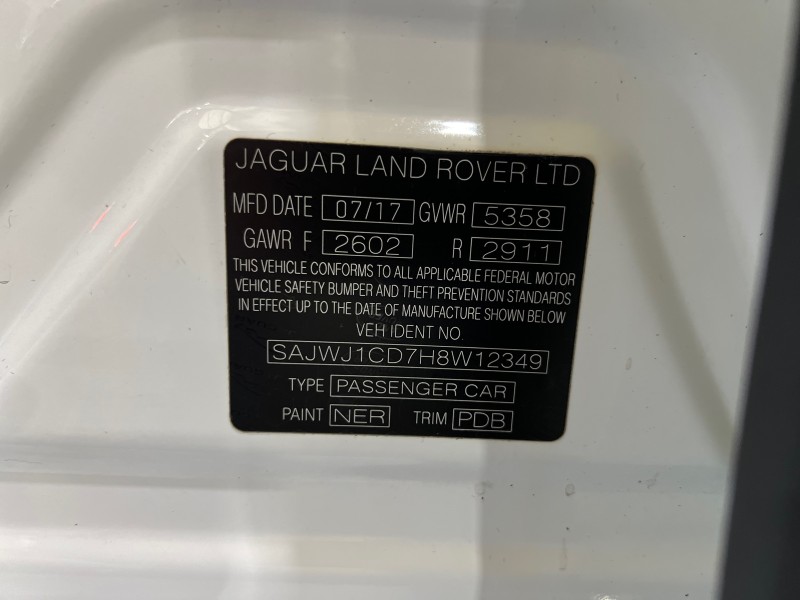 JAGUAR LAND ROVER LTD
MFD DATE 07/17 GVWR 5358
GAWR F 2602 R 2911
THIS VEHICLE CONFORMS TO ALL APPLICABLE FEDERAL MOTOR
VEHICLE SAFETY BUMPER AND THEFT PREVENTION STANDARDS
IN EFFECT UP TO THE DATE OF MANUFACTURE SHOWN BELOW
VEH IDENT NO.
SAJWJ1CD7H8W12349
TYPE PASSENGER CAR
PAINT NER TRIM PDB